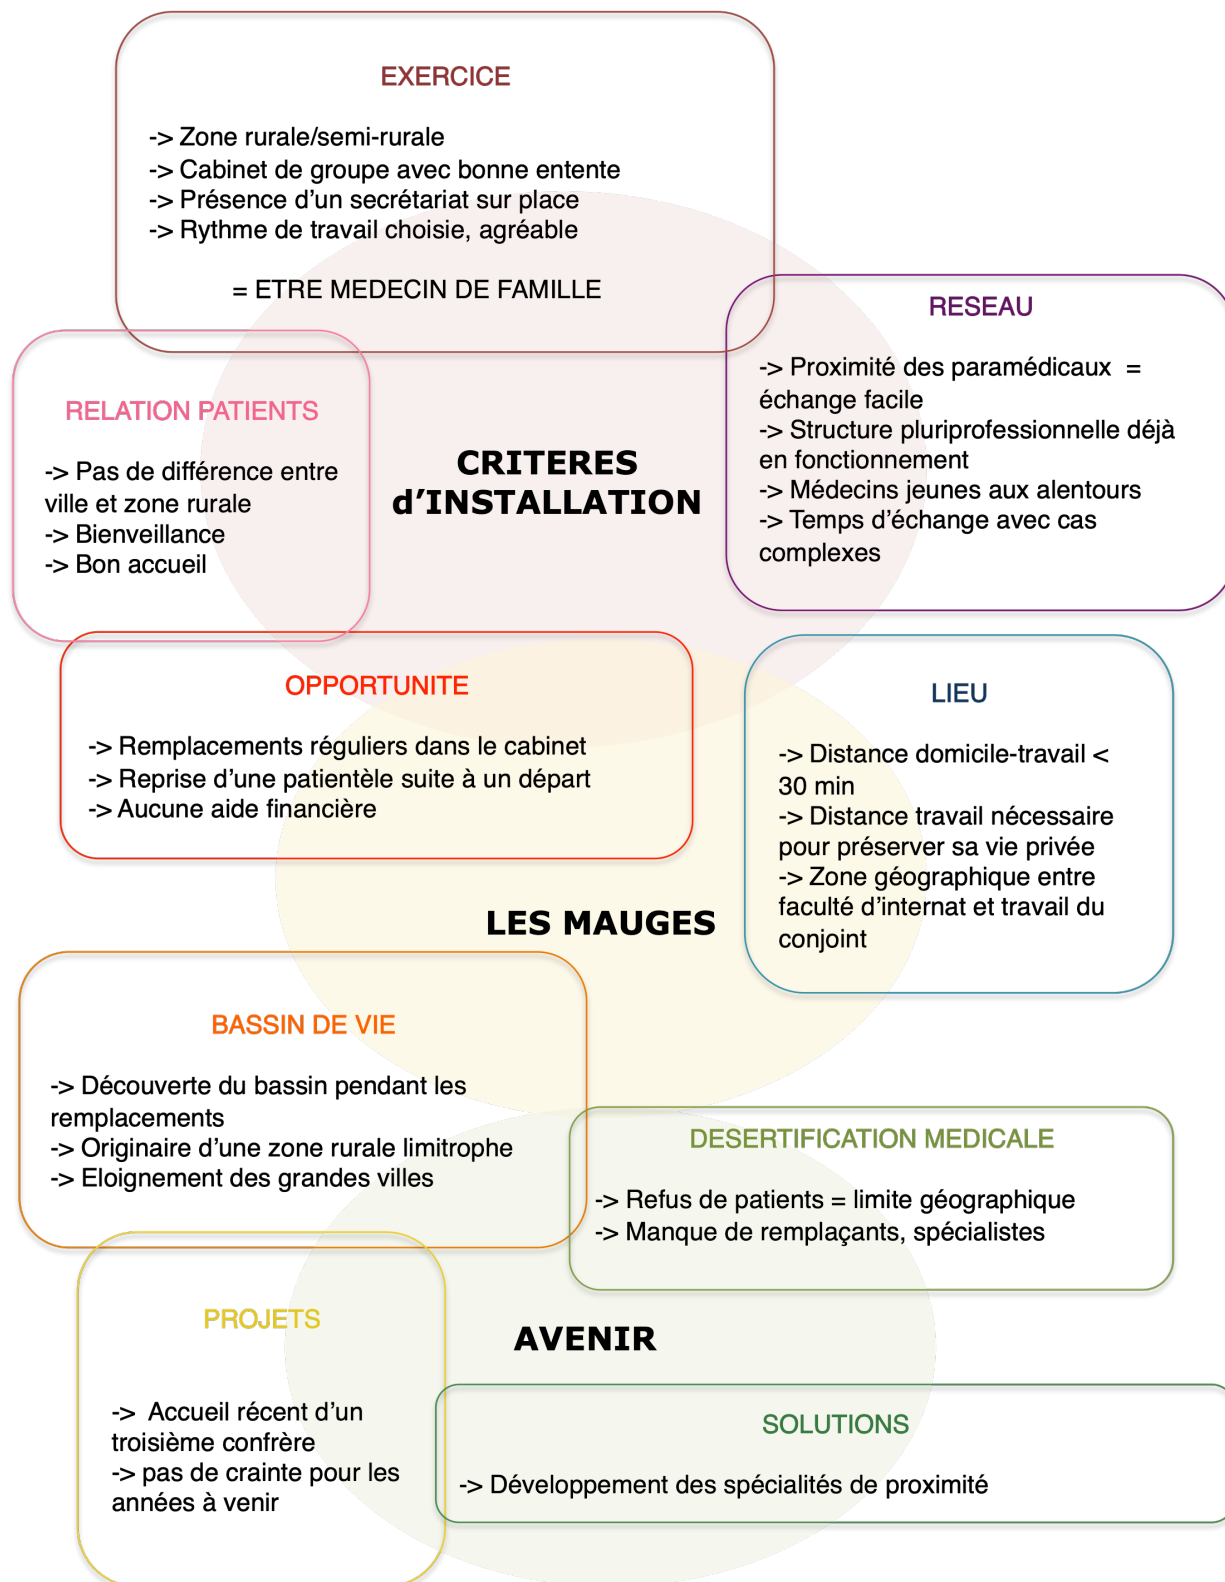 EXERCICE
-> Zone rurale/semi-rurale
-> Cabinet de groupe avec bonne entente
-> Présence d’un secrétariat sur place
-> Rythme de travail choisie, agréable
= ETRE MEDECIN DE FAMILLE
RESEAU
-> Proximité des paramédicaux =
échange facile
-> Structure pluriprofessionnelle déjà
en fonctionnement
-> Médecins jeunes aux alentours
-> Temps d’échange avec cas
complexes
RELATION PATIENTS
-> Pas de différence entre
ville et zone rurale
-> Bienveillance
-> Bon accueil
CRITERES
d’INSTALLATION
OPPORTUNITE
-> Remplacements réguliers dans le cabinet
-> Reprise d’une patientèle suite à un départ
-> Aucune aide financière
LIEU
-> Distance domicile-travail <
30 min
-> Distance travail nécessaire
pour préserver sa vie privée
-> Zone géographique entre
faculté d’internat et travail du
conjoint
LES MAUGES
BASSIN DE VIE
-> Découverte du bassin pendant les
remplacements
-> Originaire d’une zone rurale limitrophe
-> Eloignement des grandes villes
DESERTIFICATION MEDICALE
-> Refus de patients = limite géographique
-> Manque de remplaçants, spécialistes
PROJETS
-> Accueil récent d’un
troisième confrère
-> pas de crainte pour les
années à venir
AVENIR
SOLUTIONS
-> Développement des spécialités de proximité